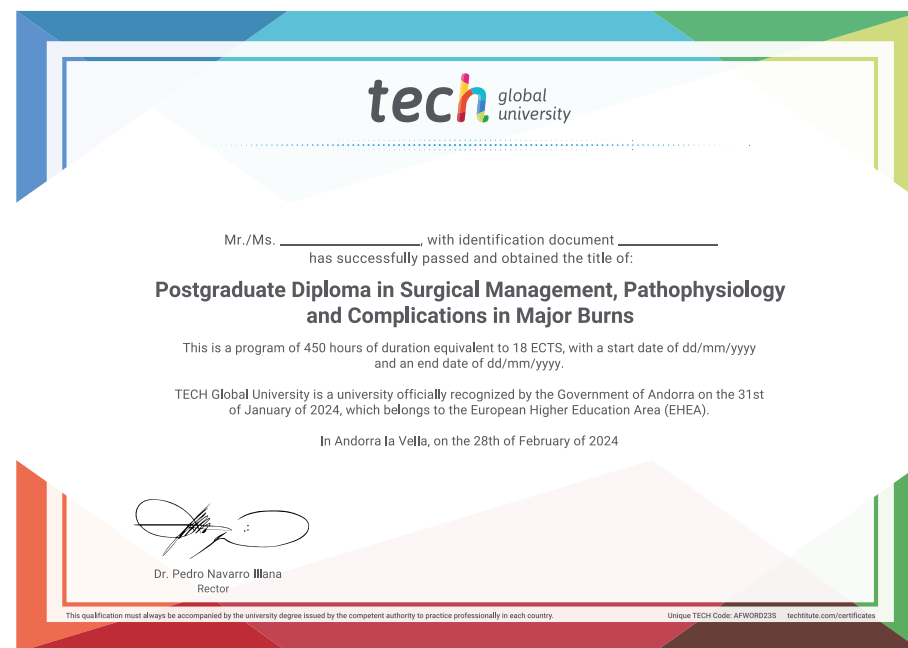 tech global university
Mr./Ms. ____________________, with identification document ______________
has successfully passed and obtained the title of:
Postgraduate Diploma in Surgical Management, Pathophysiology
and Complications in Major Burns
This is a program of 450 hours of duration equivalent to 18 ECTS, with a start date of dd/mm/yyyy
and an end date of dd/mm/yyyy.
TECH Global University is a university officially recognized by the Government of Andorra on the 31st
of January of 2024, which belongs to the European Higher Education Area (EHEA).
In Andorra la Vella, on the 28th of February of 2024
Dr. Pedro Navarro Illana
Rector
This qualification must always be accompanied by the university degree issued by the competent authority to practice professionally in each country.
Unique TECH Code: AFWORD23S techtitute.com/certificates